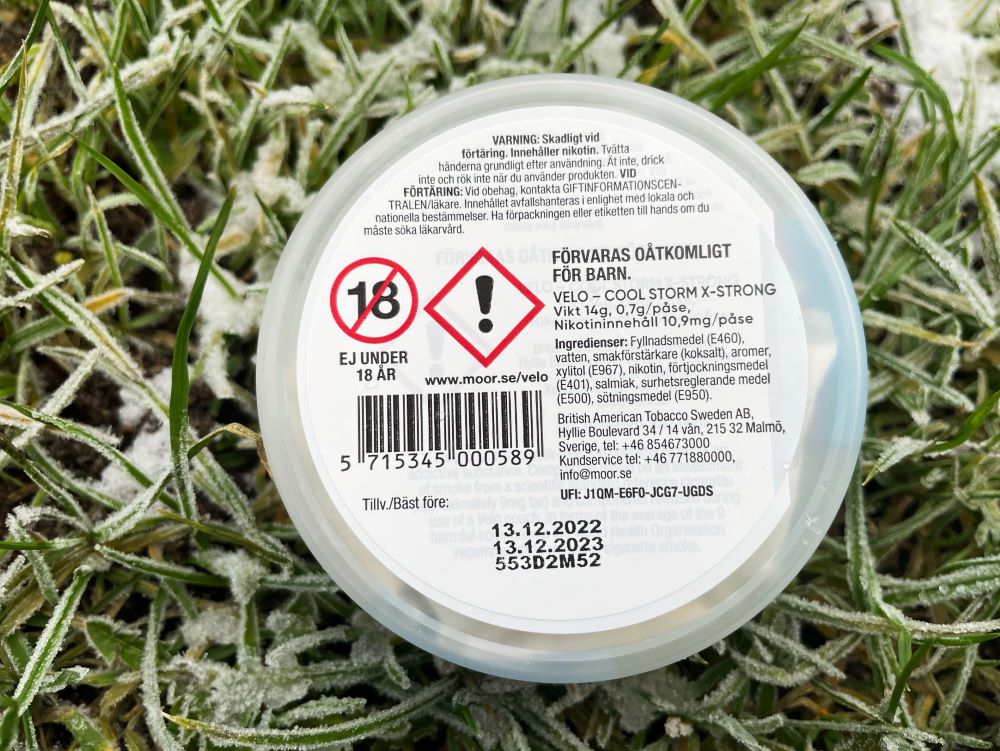 VARNING: Skadligt vid
förtäring. Innehåller nikotin. Tvätta
händerna grundligt efter användning. Ät inte, drick
inte och rök inte när du använder produkten. VID
FÖRTÄRING: Vid obehag, kontakta GIFTINFORMATIONSCEN-
TRALEN/läkare. Innehållet avfallshanteras i enlighet med lokala och
nationella bestämmelser. Ha förpackningen eller etiketten till hands om du
måste söka läkarvård.
18
EJ UNDER
18 ÅR
!
www.moor.se/velo
5 715345 000589
FÖRVARAS OÅTKOMLIGT
FÖR BARN.
VELO – COOL STORM X-STRONG
Vikt 14g, 0,7g/påse,
Nikotininnehåll 10,9mg/påse
Ingredienser: Fyllnadsmedel (E460),
vatten, smakförstärkare (koksalt), aromer,
xylitol (E967), nikotin, förtjockningsmedel
(E401), salmiak, surhetsreglerande medel
(E500), sötningsmedel (E950).
British American Tobacco Sweden AB,
Hyllie Boulevard 34 / 14 vån, 215 32 Malmö,
Sverige, tel: +46 854673000
Kundservice tel: +46 771880000,
info@moor.se
UFI: J1QM-E6F0-JCG7-UGDS
Tillv./Bäst före:
13.12.2022
13.12.2023
553D2M52